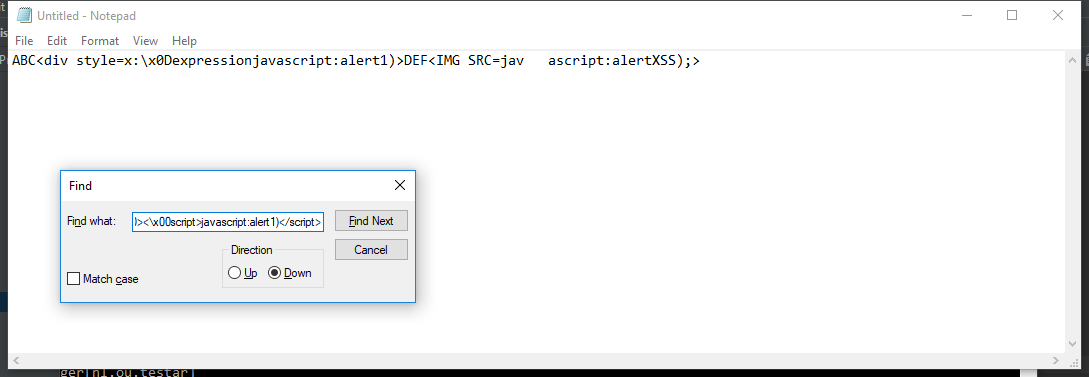 Untitled - Notepad
File Edit Format View Help
ABC<div style=x:\x0Dexpressionjavascript:alert1)>DEF<IMG SRC=jav   ascript:alertXSS);>
Find
Find what: )><\x00script>javascript:alert1)</script> Find Next
Cancel
Direction
Up Down
Match case
ger[nl.ou.testar]